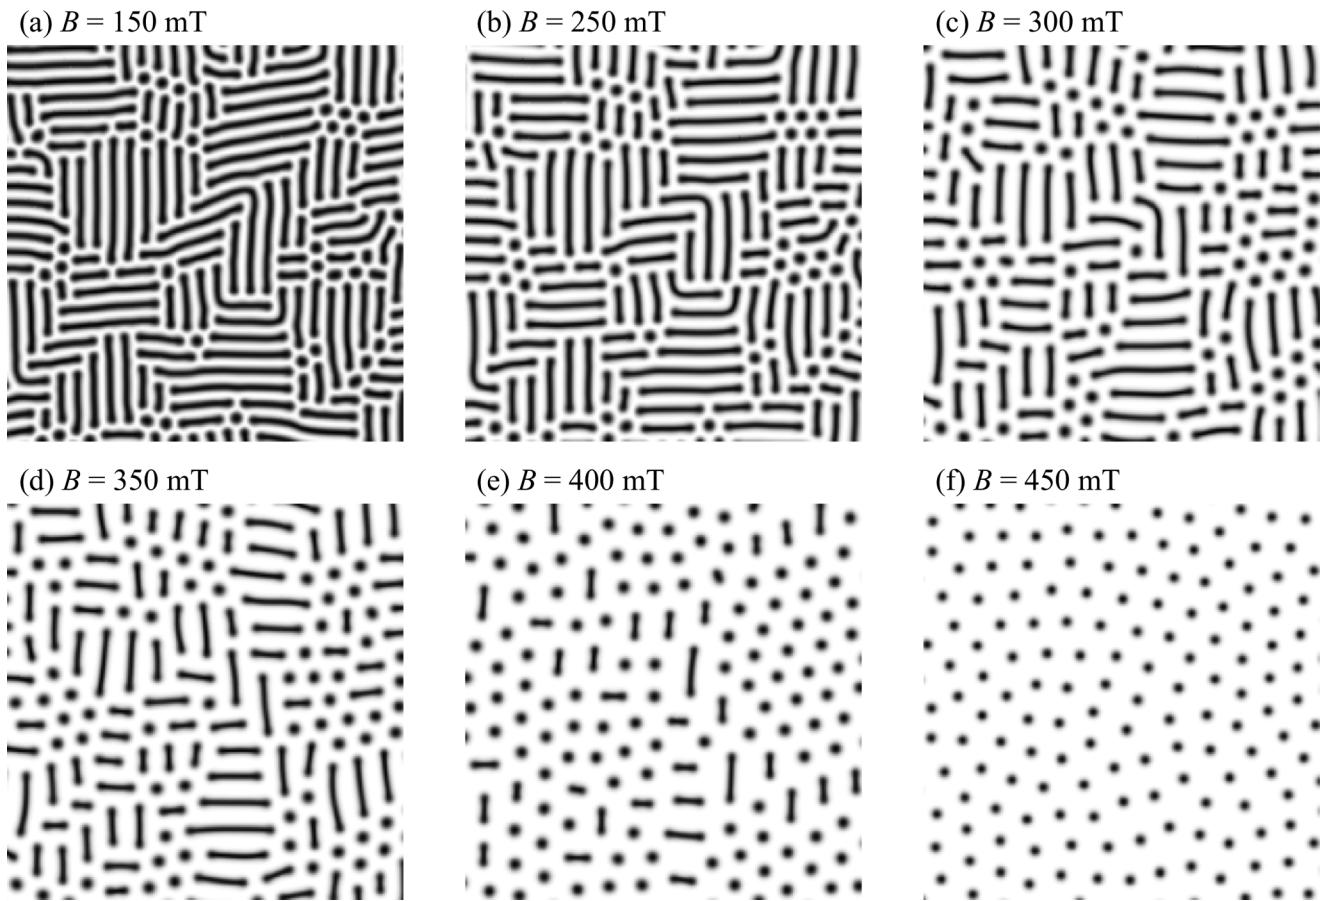 (a) B = 150 mT
(b) B = 250 mT
(c) B = 300 mT
(d) B = 350 mT
(e) B = 400 mT
(f) B = 450 mT